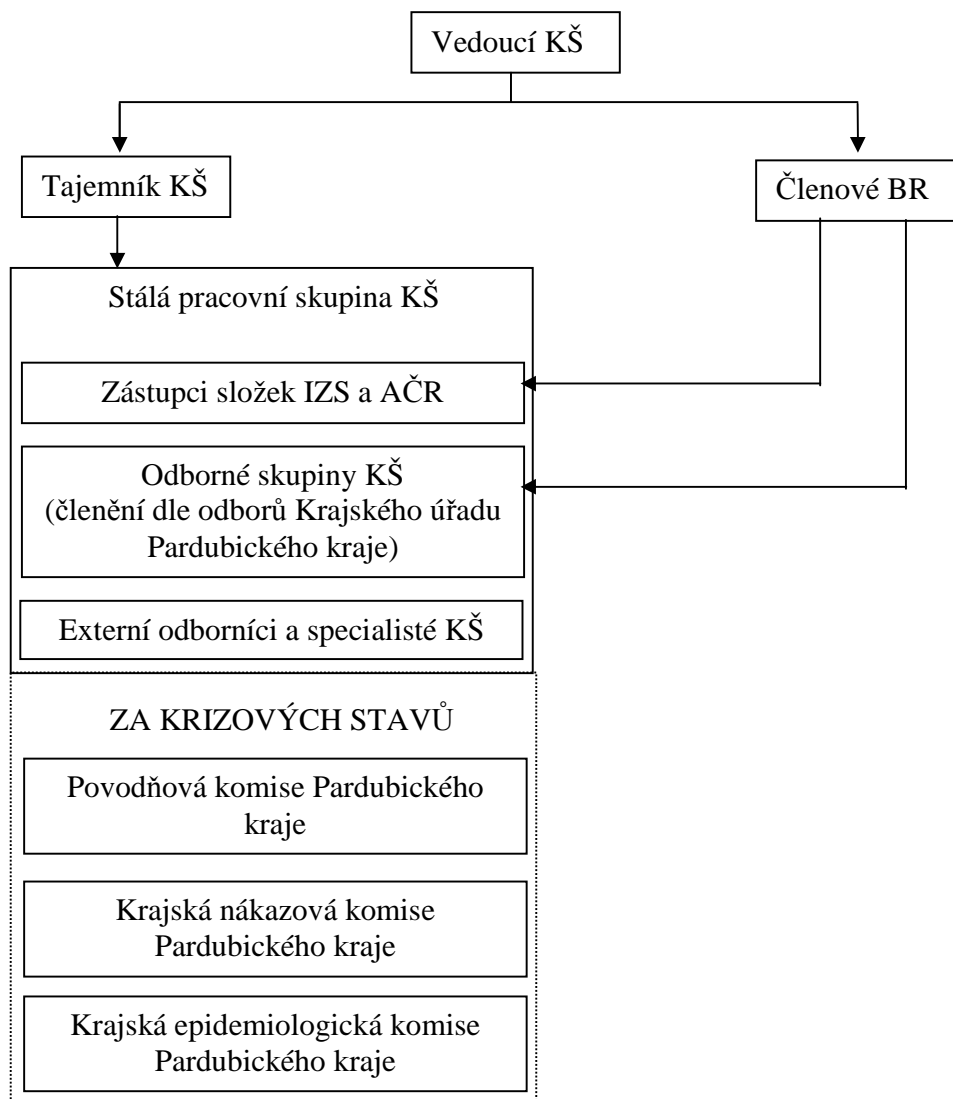 Vedoucí KŠ
Tajemník KŠ
Členové BR
Stálá pracovní skupina KŠ
Zástupci složek IZS a AČR
Odborné skupiny KŠ
(členění dle odborů Krajského úřadu
Pardubického kraje)
Externí odborníci a specialisté KŠ
ZA KRIZOVÝCH STAVŮ
Povodňová komise Pardubického
kraje
Krajská nákazová komise
Pardubického kraje
Krajská epidemiologická komise
Pardubického kraje